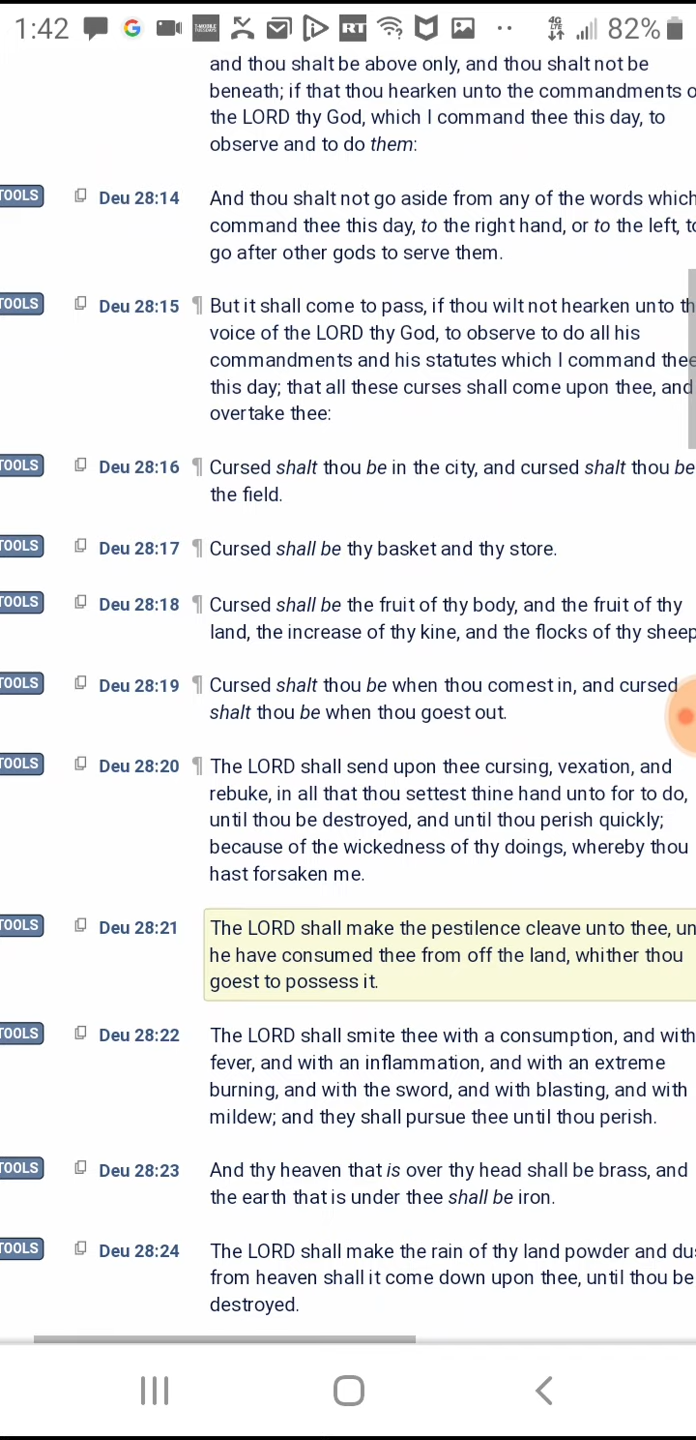 1:42 RT 4G LTE 82%
and thou shalt be above only, and thou shalt not be
beneath; if that thou hearken unto the commandments
the LORD thy God, which I command thee this day, to
observe and to do them:
TOOLS Deu 28:14 And thou shalt not go aside from any of the words which
command thee this day, to the right hand, or to the left,
go after other gods to serve them.
TOOLS Deu 28:15 ¶ But it shall come to pass, if thou wilt not hearken unto
voice of the LORD thy God, to observe to do all his
commandments and his statutes which I command thee
this day; that all these curses shall come upon thee, and
overtake thee:
TOOLS Deu 28:16 ¶ Cursed shalt thou be in the city, and cursed shalt thou be
the field.
TOOLS Deu 28:17 ¶ Cursed shall be thy basket and thy store.
TOOLS Deu 28:18 ¶ Cursed shall be the fruit of thy body, and the fruit of thy
land, the increase of thy kine, and the flocks of thy sheep
TOOLS Deu 28:19 ¶ Cursed shalt thou be when thou comest in, and cursed
shalt thou be when thou goest out.
TOOLS Deu 28:20 ¶ The LORD shall send upon thee cursing, vexation, and
rebuke, in all that thou settest thine hand unto for to do,
until thou be destroyed, and until thou perish quickly;
because of the wickedness of thy doings, whereby thou
hast forsaken me.
TOOLS Deu 28:21 The LORD shall make the pestilence cleave unto thee,
he have consumed thee from off the land, whither thou
goest to possess it.
TOOLS Deu 28:22 The LORD shall smite thee with a consumption, and with
fever, and with an inflammation, and with an extreme
burning, and with the sword, and with blasting, and with
mildew; and they shall pursue thee until thou perish.
TOOLS Deu 28:23 And thy heaven that is over thy head shall be brass, and
the earth that is under thee shall be iron.
TOOLS Deu 28:24 The LORD shall make the rain of thy land powder and
from heaven shall it come down upon thee, until thou be
destroyed.